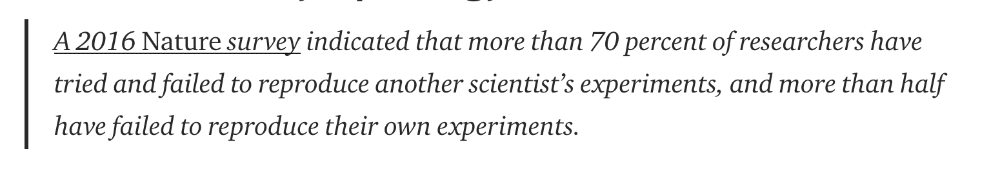 A 2016 Nature survey indicated that more than 70 percent of researchers have
tried and failed to reproduce another scientist’s experiments, and more than half
have failed to reproduce their own experiments.